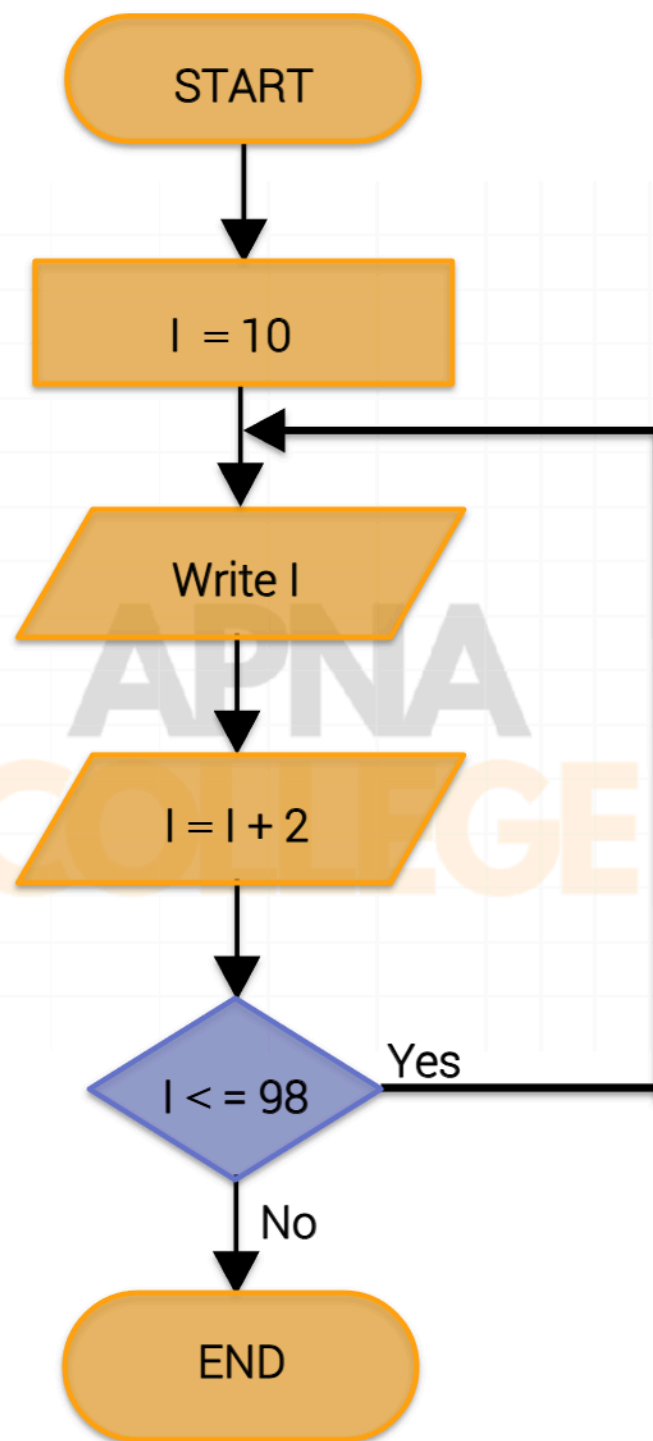 START
I = 10
Write I
APNA
I = I + 2
COLLEGE
I < = 98
Yes
No
END